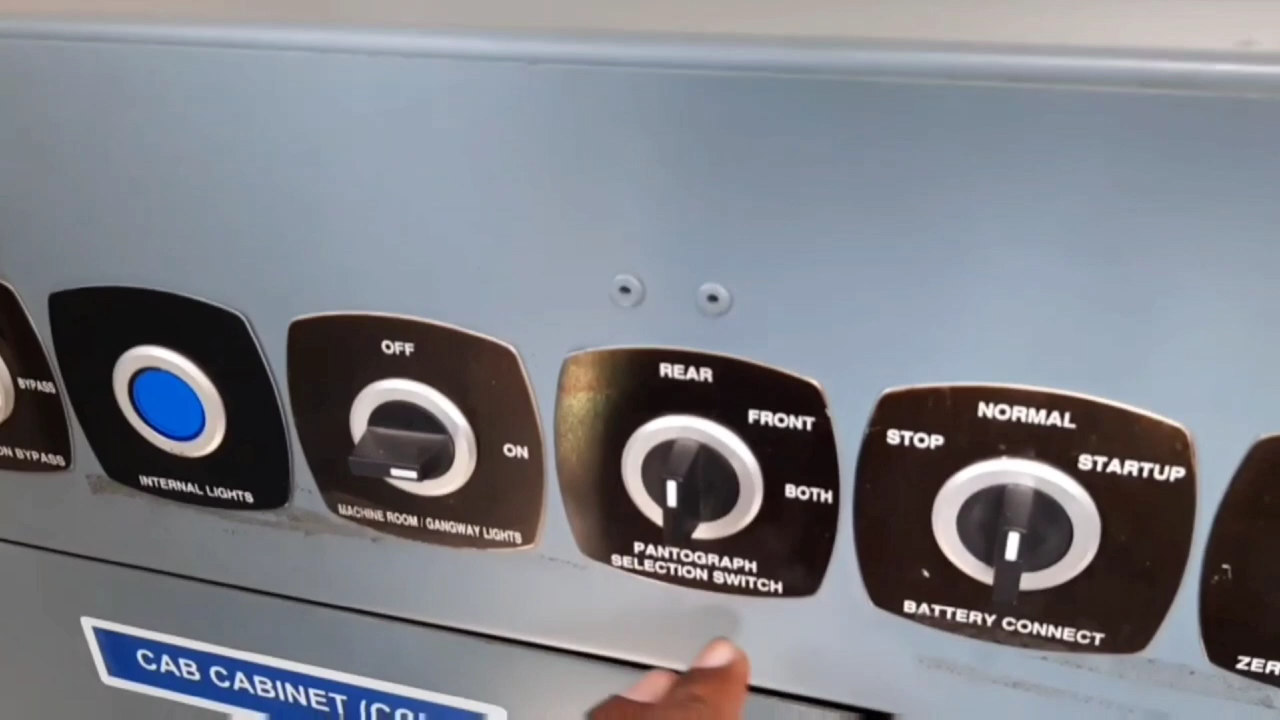 BYPASS
BYPASS
INTERNAL LIGHTS
OFF
ON
MACHINE ROOM / GANGWAY LIGHTS
REAR
FRONT
BOTH
PANTOGRAPH
SELECTION SWITCH
NORMAL
STOP
STARTUP
BATTERY CONNECT
CAB CABINET